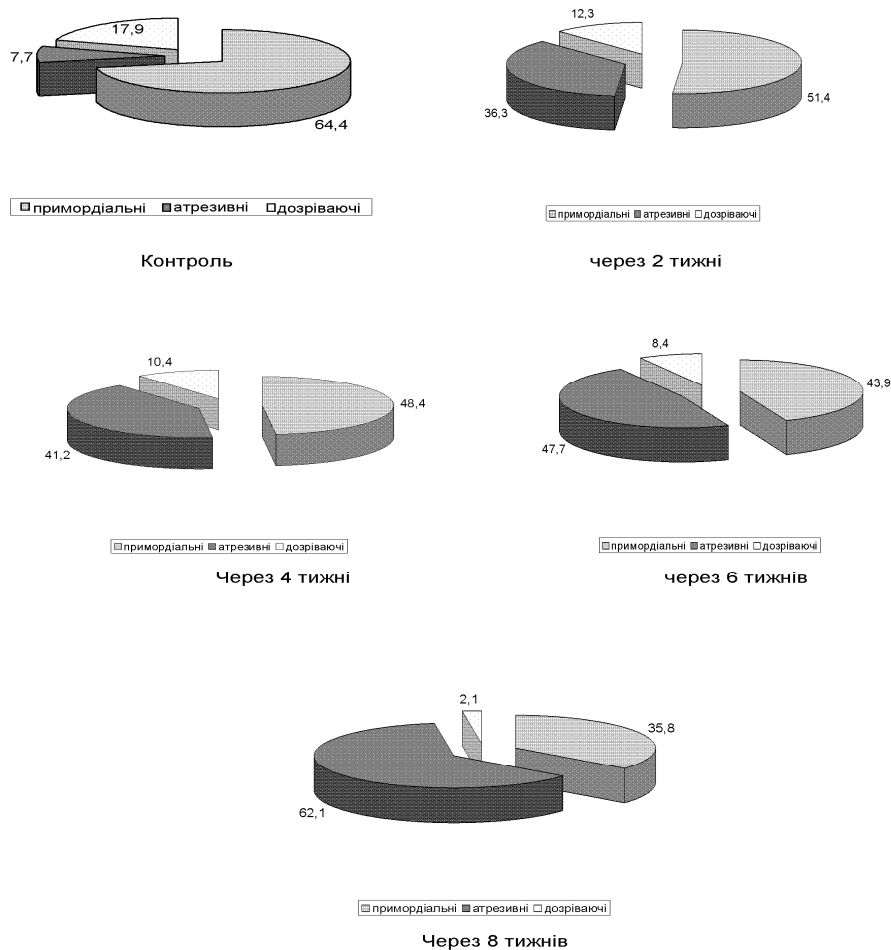 17,9
7,7
64,4
примордіальні атрезивні дозріваючі
Контроль
12,3
36,3
51,4
примордіальні атрезивні дозріваючі
через 2 тижні
10,4
48,4
41,2
примордіальні атрезивні дозріваючі
Через 4 тижні
8,4
43,9
47,7
примордіальні атрезивні дозріваючі
через 6 тижнів
2,1
35,8
62,1
примордіальні атрезивні дозріваючі
Через 8 тижнів